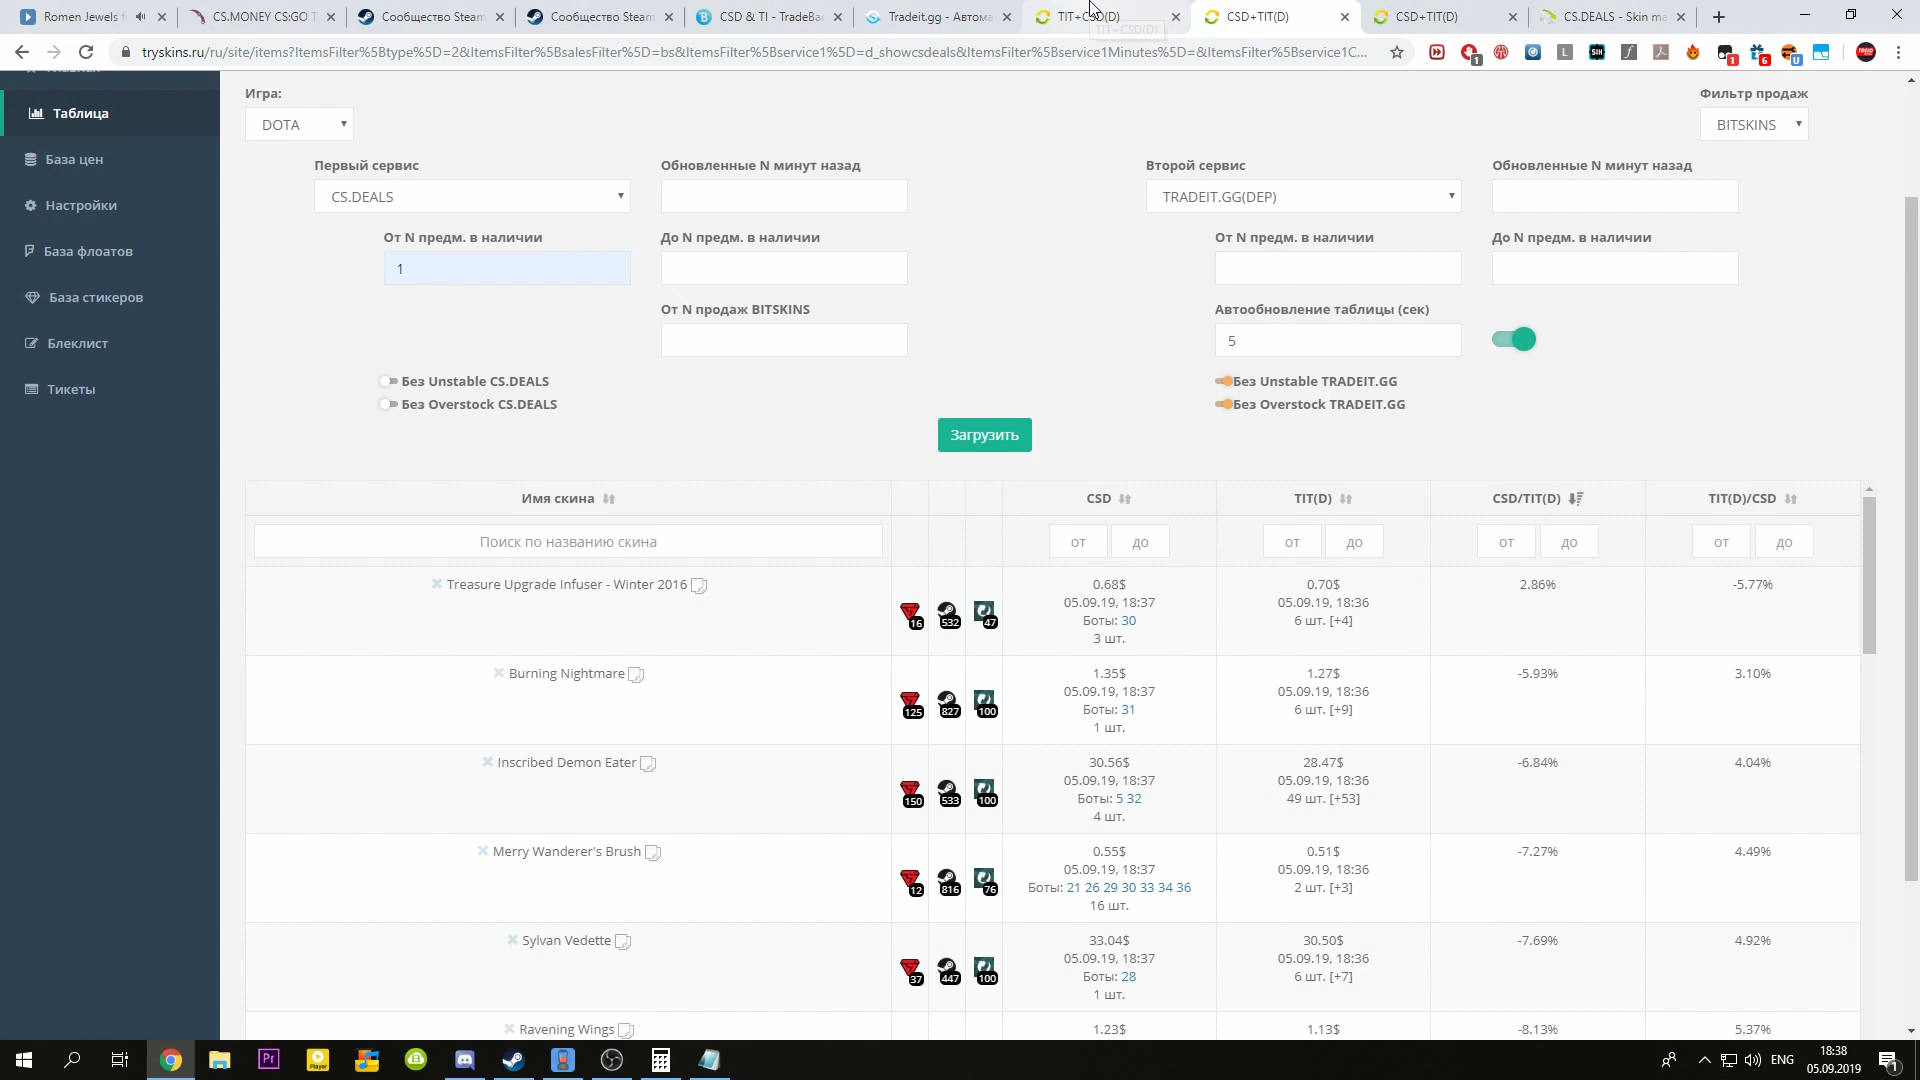 Romen Jewels f
CS.MONEY CS:GO T
Сообщество Steam
Сообщество Steam
CSD & TI - TradeBa
Tradeit.gg - Автома
TIT+CSD(D)
CSD+TIT(D)
CSD+TIT(D)
CS.DEALS - Skin ma
TIT+CSD(D)
tryskins.ru/ru/site/items?ItemsFilter%5Btype%5D=2&ItemsFilter%5BsalesFilter%5D=bs&ItemsFilter%5Bservice1%5D=d_showcsdeals&ItemsFilter%5Bservice1Minutes%5D=&ItemsFilter%5Bservice1C...
Таблица
База цен
Настройки
База флоатов
База стикеров
Блеклист
Тикеты
Игра:
DOTA
Фильтр продаж
BITSKINS
Первый сервис
Обновленные N минут назад
Второй сервис
Обновленные N минут назад
CS.DEALS
TRADEIT.GG(DEP)
От N предм. в наличии
До N предм. в наличии
От N предм. в наличии
До N предм. в наличии
1
От N продаж BITSKINS
Автообновление таблицы (сек)
5
Без Unstable CS.DEALS
Без Unstable TRADEIT.GG
Без Overstock CS.DEALS
Без Overstock TRADEIT.GG
Загрузить
Имя скина CSD TIT(D) CSD/TIT(D) TIT(D)/CSD
Поиск по названию скина от до от до от до от до
Treasure Upgrade Infuser - Winter 2016 0.68$ 0.70$ 2.86% -5.77%
05.09.19, 18:37 05.09.19, 18:36
16 532 47 Боты: 30 6 шт. [+4]
3 шт.
Burning Nightmare 1.35$ 1.27$ -5.93% 3.10%
05.09.19, 18:37 05.09.19, 18:36
125 827 100 Боты: 31 6 шт. [+9]
1 шт.
Inscribed Demon Eater 30.56$ 28.47$ -6.84% 4.04%
05.09.19, 18:37 05.09.19, 18:36
150 533 100 Боты: 5 32 49 шт. [+53]
4 шт.
Merry Wanderer's Brush 0.55$ 0.51$ -7.27% 4.49%
05.09.19, 18:37 05.09.19, 18:36
12 816 76 Боты: 21 26 29 30 33 34 36 2 шт. [+3]
16 шт.
Sylvan Vedette 33.04$ 30.50$ -7.69% 4.92%
05.09.19, 18:37 05.09.19, 18:36
37 447 100 Боты: 28 6 шт. [+7]
1 шт.
Ravening Wings 1.23$ 1.13$ -8.13% 5.37%
ENG
18:38
05.09.2019